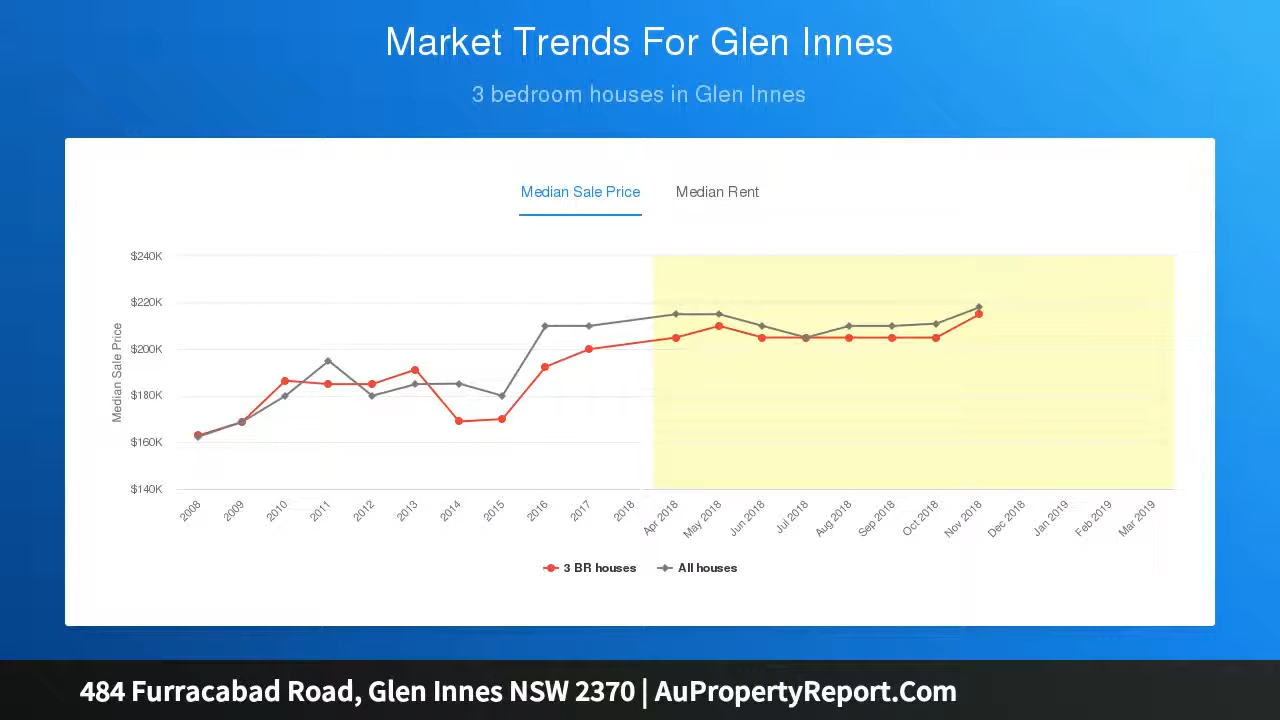 Market Trends For Glen Innes
3 bedroom houses in Glen Innes
Median Sale Price
Median Rent
Median Sale Price
$240K
$220K
$200K
$180K
$160K
$140K
2008
2009
2010
2011
2012
2013
2014
2015
2016
2017
2018
Apr 2018
May 2018
Jun 2018
Jul 2018
Aug 2018
Sep 2018
Oct 2018
Nov 2018
Dec 2018
Jan 2019
Feb 2019
Mar 2019
3 BR houses
All houses
484 Furracabad Road, Glen Innes NSW 2370 | AuPropertyReport.Com